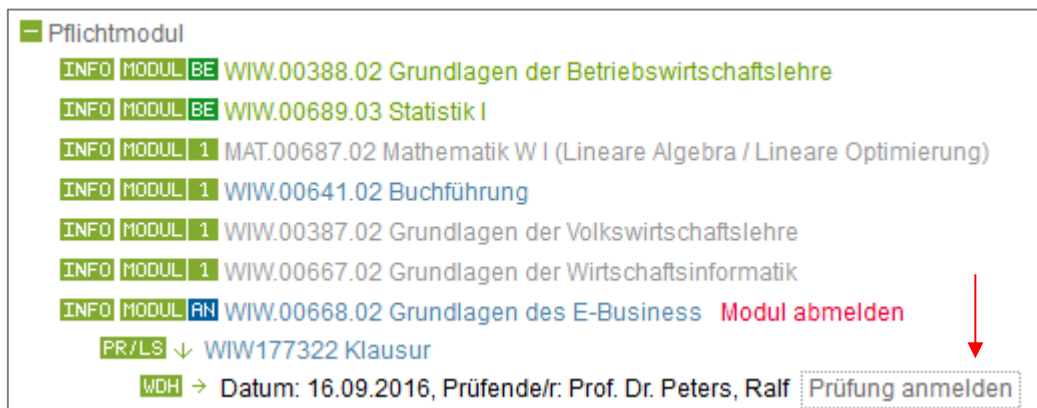 Pflichtmodul
INFO MODUL BE WIW.00388.02 Grundlagen der Betriebswirtschaftslehre
INFO MODUL BE WIW.00689.03 Statistik I
INFO MODUL 1 MAT.00687.02 Mathematik W I (Lineare Algebra / Lineare Optimierung)
INFO MODUL 1 WIW.00641.02 Buchführung
INFO MODUL 1 WIW.00387.02 Grundlagen der Volkswirtschaftslehre
INFO MODUL 1 WIW.00667.02 Grundlagen der Wirtschaftsinformatik
INFO MODUL AN WIW.00668.02 Grundlagen des E-Business Modul abmelden
PR/LS ↓ WIW177322 Klausur
WDH → Datum: 16.09.2016, Prüfende/r: Prof. Dr. Peters, Ralf Prüfung anmelden